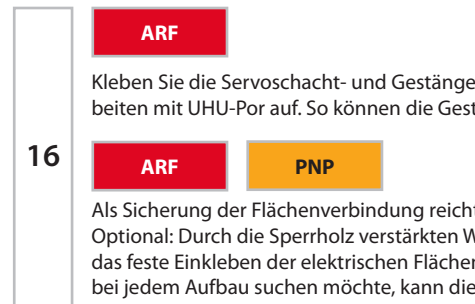 ARF
Kleben Sie die Servoschacht- und Gestänge
beiten mit UHU-Por auf. So können die Gest
16
ARF PNP
Als Sicherung der Flächenverbindung reicht
Optional: Durch die Sperrholz verstärkten W
das feste Einkleben der elektrischen Flächen
bei jedem Aufbau suchen möchte, kann die